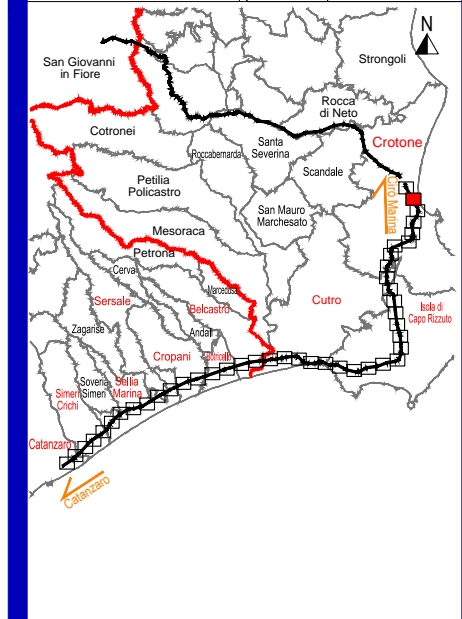 N
Strongoli
San Giovanni
in Fiore
Rocca
di Neto
Cotronei
Crotone
Santa
Severina
Roccabernarda
Scandale
Petilia
Policastro
Cirò Marina
San Mauro
Marchesato
Mesoraca
Petrona
Cerva
Marcedusa
Sersale
Belcastro
Cutro
Isola di
Capo Rizzuto
Zagarise
Andali
Cropani
Botricello
Soveria
Simeri
Sellia
Marina
Simeri
Crichi
Catanzaro
Catanzaro